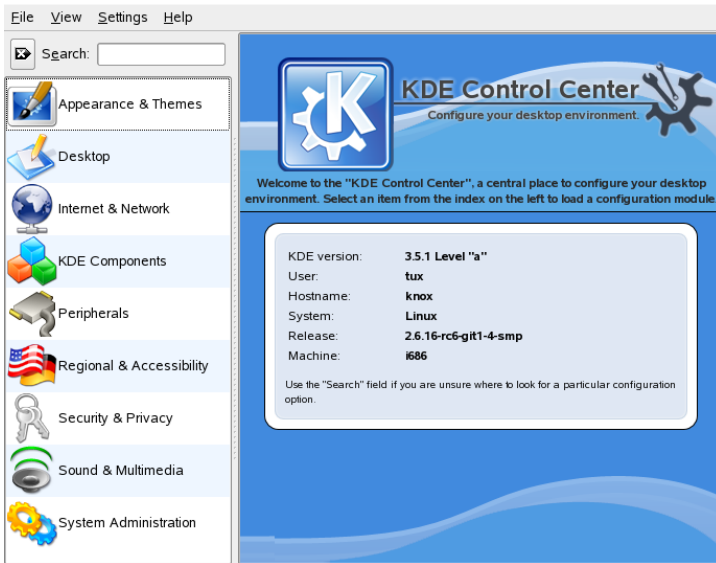 File View Settings Help
Search:
Appearance & Themes
Desktop
Internet & Network
KDE Components
Peripherals
Regional & Accessibility
Security & Privacy
Sound & Multimedia
System Administration
K
KDE Control Center
Configure your desktop environment.
Welcome to the "KDE Control Center", a central place to configure your desktop
environment. Select an item from the index on the left to load a configuration module.
KDE version: 3.5.1 Level "a"
User: tux
Hostname: knox
System: Linux
Release: 2.6.16-rc6-git1-4-smp
Machine: i686
Use the "Search" field if you are unsure where to look for a particular configuration
option.